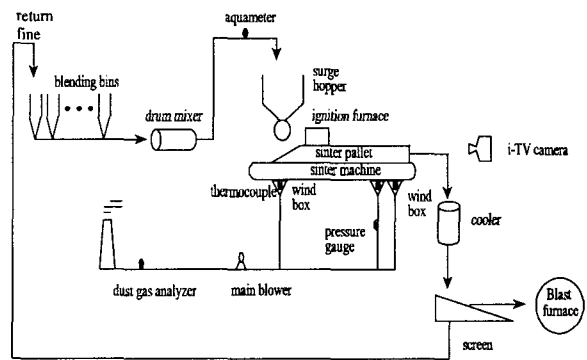 return
fine
aquameter
blending bins
surge
hopper
drum mixer
ignition furnace
sinter pallet
i-TV camera
sinter machine
thermocouple
wind
box
wind
box
cooler
pressure
gauge
dust gas analyzer
main blower
Blast
furnace
screen